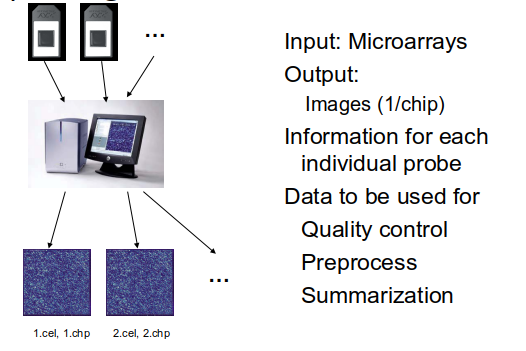 ...
Input: Microarrays
Output:
Images (1/chip)
Information for each
individual probe
Data to be used for
Quality control
Preprocess
Summarization
...
1.cel, 1.chp
2.cel, 2.chp